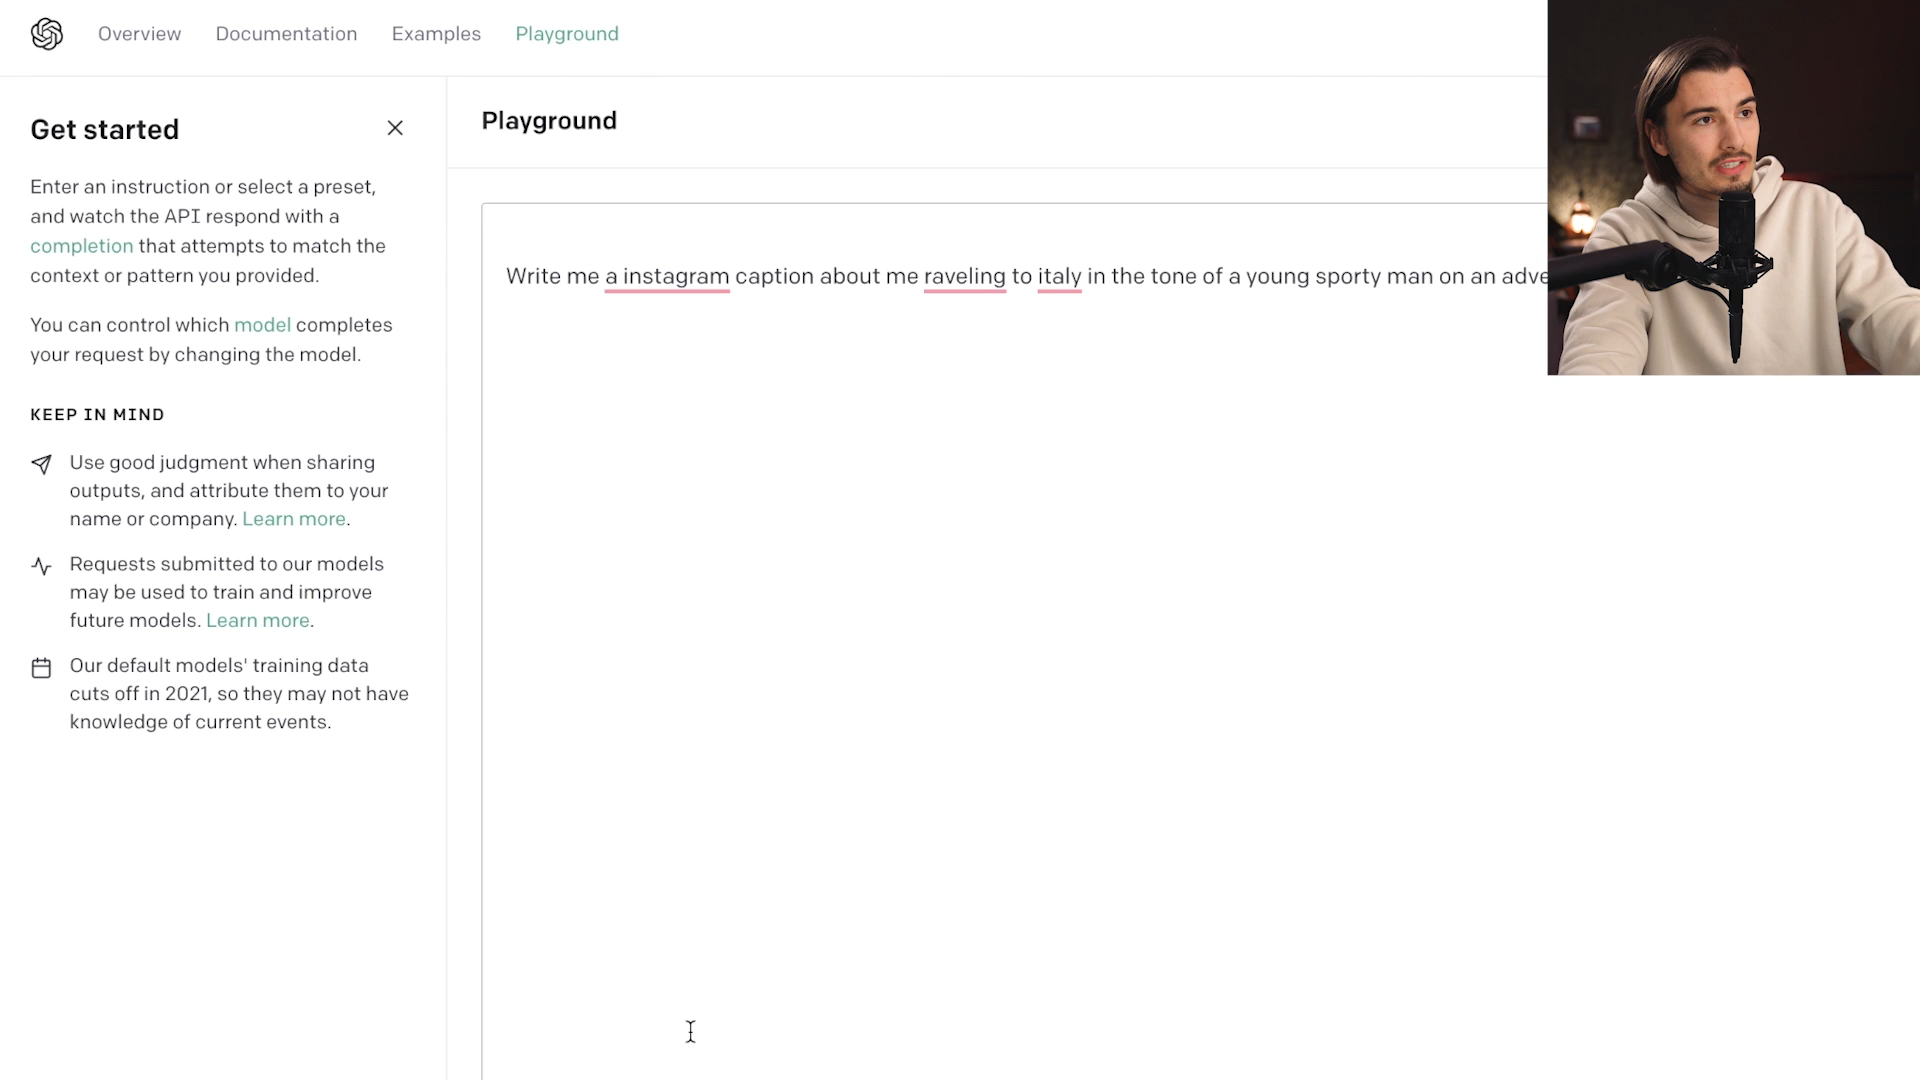 Overview Documentation Examples Playground
Get started
Enter an instruction or select a preset,
and watch the API respond with a
completion that attempts to match the
context or pattern you provided.
You can control which model completes
your request by changing the model.
KEEP IN MIND
Use good judgment when sharing
outputs, and attribute them to your
name or company. Learn more.
Requests submitted to our models
may be used to train and improve
future models. Learn more.
Our default models' training data
cuts off in 2021, so they may not have
knowledge of current events.
Playground
Write me a instagram caption about me raveling to italy in the tone of a young sporty man on an adve